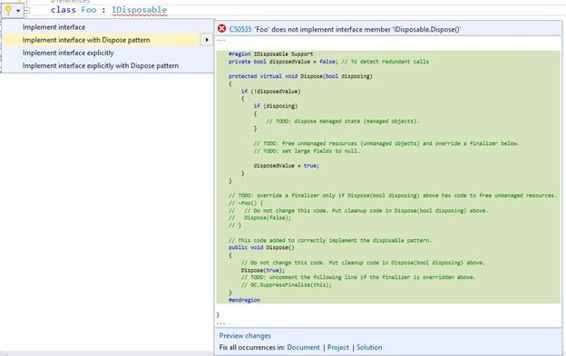 0 references
class Foo : IDisposable
Implement interface
Implement interface with Dispose pattern
Implement interface explicitly
Implement interface explicitly with Dispose pattern
CS0535 'Foo' does not implement interface member 'IDisposable.Dispose()'
...
#region IDisposable Support
private bool disposedValue = false; // To detect redundant calls
protected virtual void Dispose(bool disposing)
{
if (!disposedValue)
{
if (disposing)
{
// TODO: dispose managed state (managed objects).
}
// TODO: free unmanaged resources (unmanaged objects) and override a finalizer below.
// TODO: set large fields to null.
disposedValue = true;
}
}
// TODO: override a finalizer only if Dispose(bool disposing) above has code to free unmanaged resources.
// ~Foo() {
//   // Do not change this code. Put cleanup code in Dispose(bool disposing) above.
//   Dispose(false);
// }
// This code added to correctly implement the disposable pattern.
public void Dispose()
{
// Do not change this code. Put cleanup code in Dispose(bool disposing) above.
Dispose(true);
// TODO: uncomment the following line if the finalizer is overridden above.
// GC.SuppressFinalize(this);
}
#endregion
}
...
Preview changes
Fix all occurrences in: Document | Project | Solution